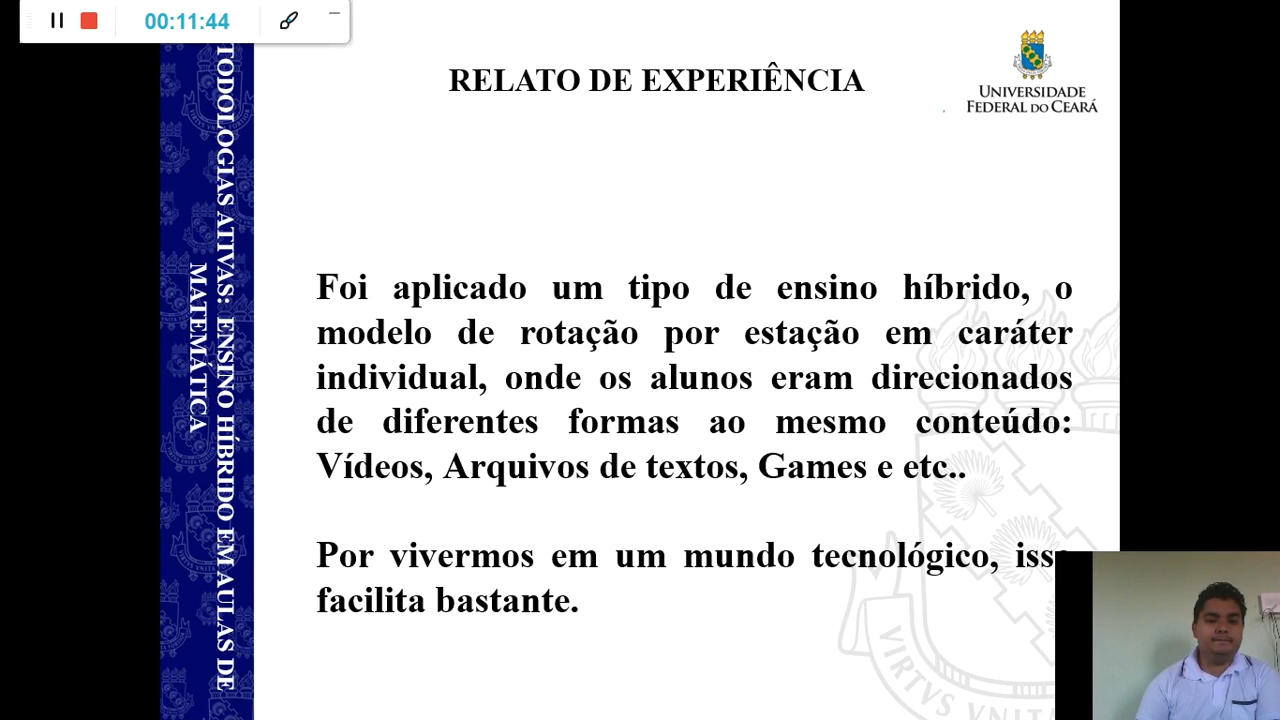 00:11:44
RELATO DE EXPERIÊNCIA
UNIVERSIDADE
FEDERAL DO CEARÁ
TODOLOGIAS ATIVAS: ENSINO HÍBRIDO EM AULAS DE
MATEMÁTICA
Foi aplicado um tipo de ensino híbrido, o
modelo de rotação por estação em caráter
individual, onde os alunos eram direcionados
de diferentes formas ao mesmo conteúdo:
Vídeos, Arquivos de textos, Games e etc..
Por vivermos em um mundo tecnológico, iss
facilita bastante.